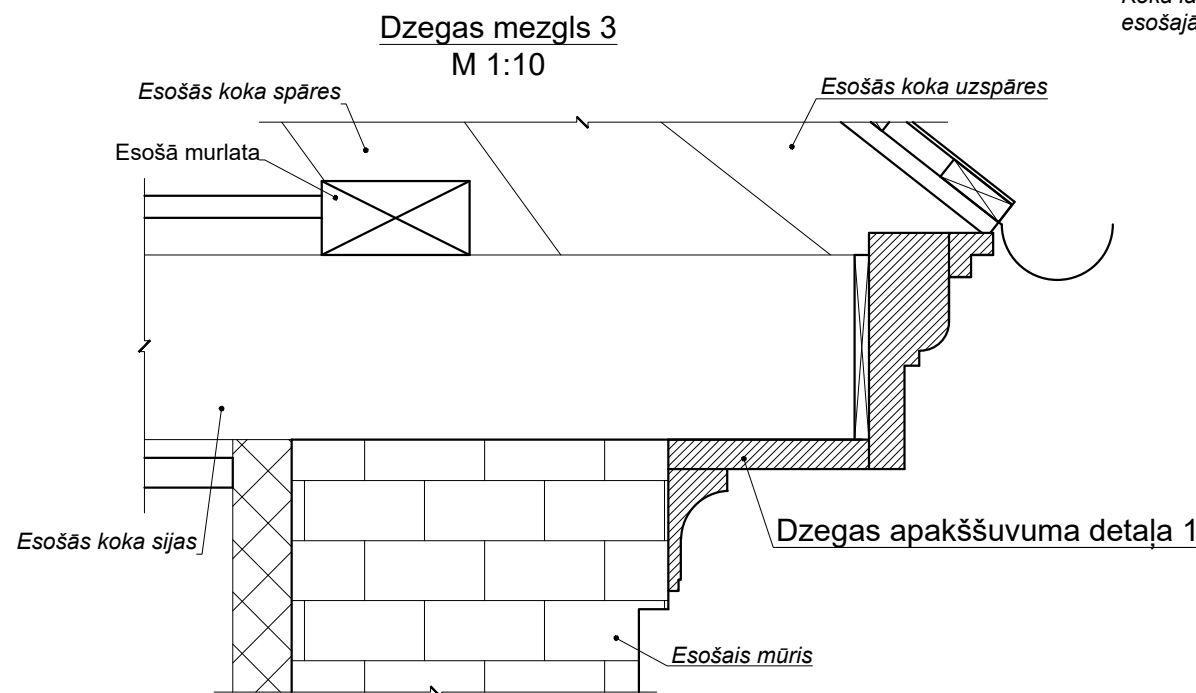 Dzegas mezgls 3
M 1:10
esošajā
Esošās koka spāres
Esošās koka uzspāres
Esošā murlata
Esošās koka sijas
Dzegas apakššuvuma detaļa 1
Esošais mūris